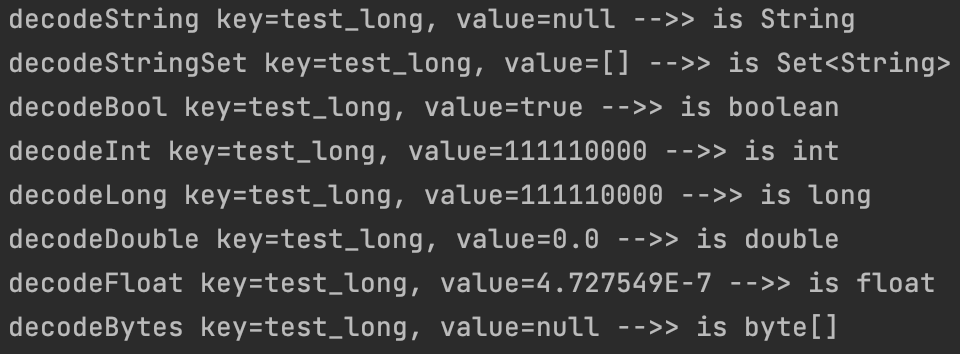 decodeString key=test_long, value=null -->> is String
decodeStringSet key=test_long, value=[] -->> is Set<String>
decodeBool key=test_long, value=true -->> is boolean
decodeInt key=test_long, value=111110000 -->> is int
decodeLong key=test_long, value=111110000 -->> is long
decodeDouble key=test_long, value=0.0 -->> is double
decodeFloat key=test_long, value=4.727549E-7 -->> is float
decodeBytes key=test_long, value=null -->> is byte[]